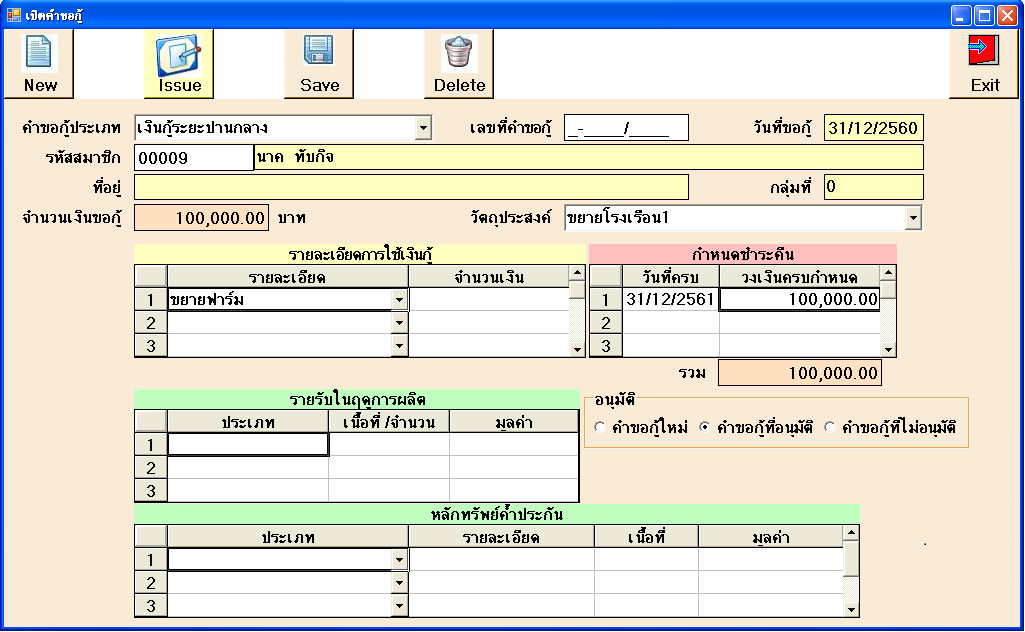 เปิดคำขอกู้
New Issue Save Delete Exit
คำขอกู้ประเภท เงินกู้ระยะปานกลาง เลขที่คำขอกู้ _-____/____ วันที่ขอกู้ 31/12/2560
รหัสสมาชิก 00009 นาค ทับกิจ
ที่อยู่ กลุ่มที่ 0
จำนวนเงินขอกู้ 100,000.00 บาท วัตถุประสงค์ ขยายโรงเรือน1
รายละเอียดการใช้เงินกู้ กำหนดชำระคืน
รายละเอียด จำนวนเงิน วันที่ครบ วงเงินครบกำหนด
1 ขยายฟาร์ม 1 31/12/2561 100,000.00
2 2
3 3
รวม 100,000.00
รายรับในฤดูการผลิต อนุมัติ
ประเภท เนื้อที่ /จำนวน มูลค่า คำขอกู้ใหม่ คำขอกู้ที่อนุมัติ คำขอกู้ที่ไม่อนุมัติ
1
2
3
หลักทรัพย์ค้ำประกัน
ประเภท รายละเอียด เนื้อที่ มูลค่า
1
2
3